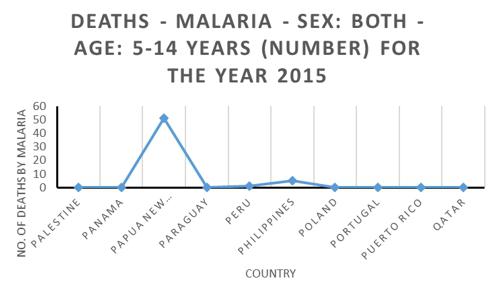 DEATHS - MALARIA - SEX: BOTH -
AGE: 5-14 YEARS (NUMBER) FOR
THE YEAR 2015
NO. OF DEATHS BY MALARIA
60
50
40
30
20
10
0
PALESTINE
PANAMA
PAPUA NEW...
PARAGUAY
PERU
PHILIPPINES
POLAND
PORTUGAL
PUERTO RICO
QATAR
COUNTRY